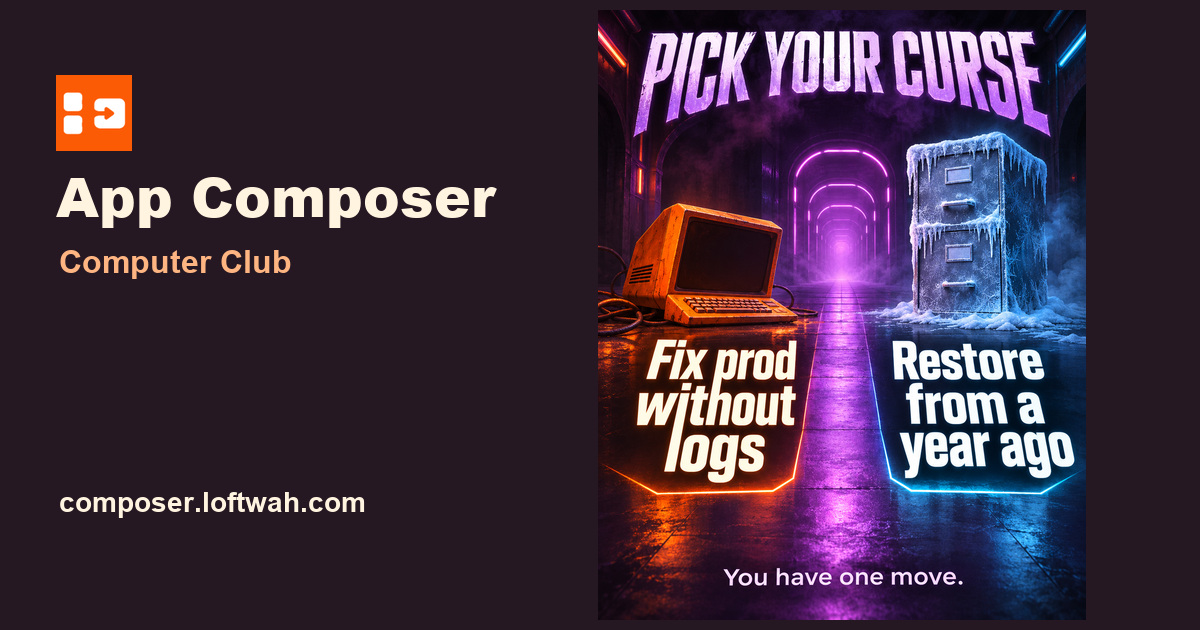 App Composer
Computer Club
composer.loftwah.com
PICK YOUR CURSE
Fix prod
without
logs
Restore
from a
year ago
You have one move.